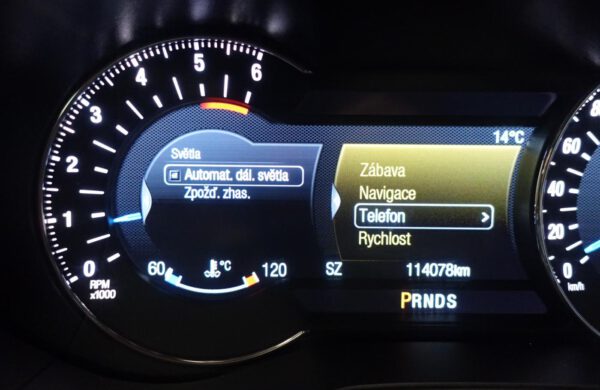 6
5
4
3
2
1
0
RPM
x1000
Světla
Automat. dál. světla
Zpožď. zhas.
60
°C
120
14°C
Zábava
Navigace
Telefon
Rychlost
SZ
114078km
PRNDS
80
60
40
20
0
km/h